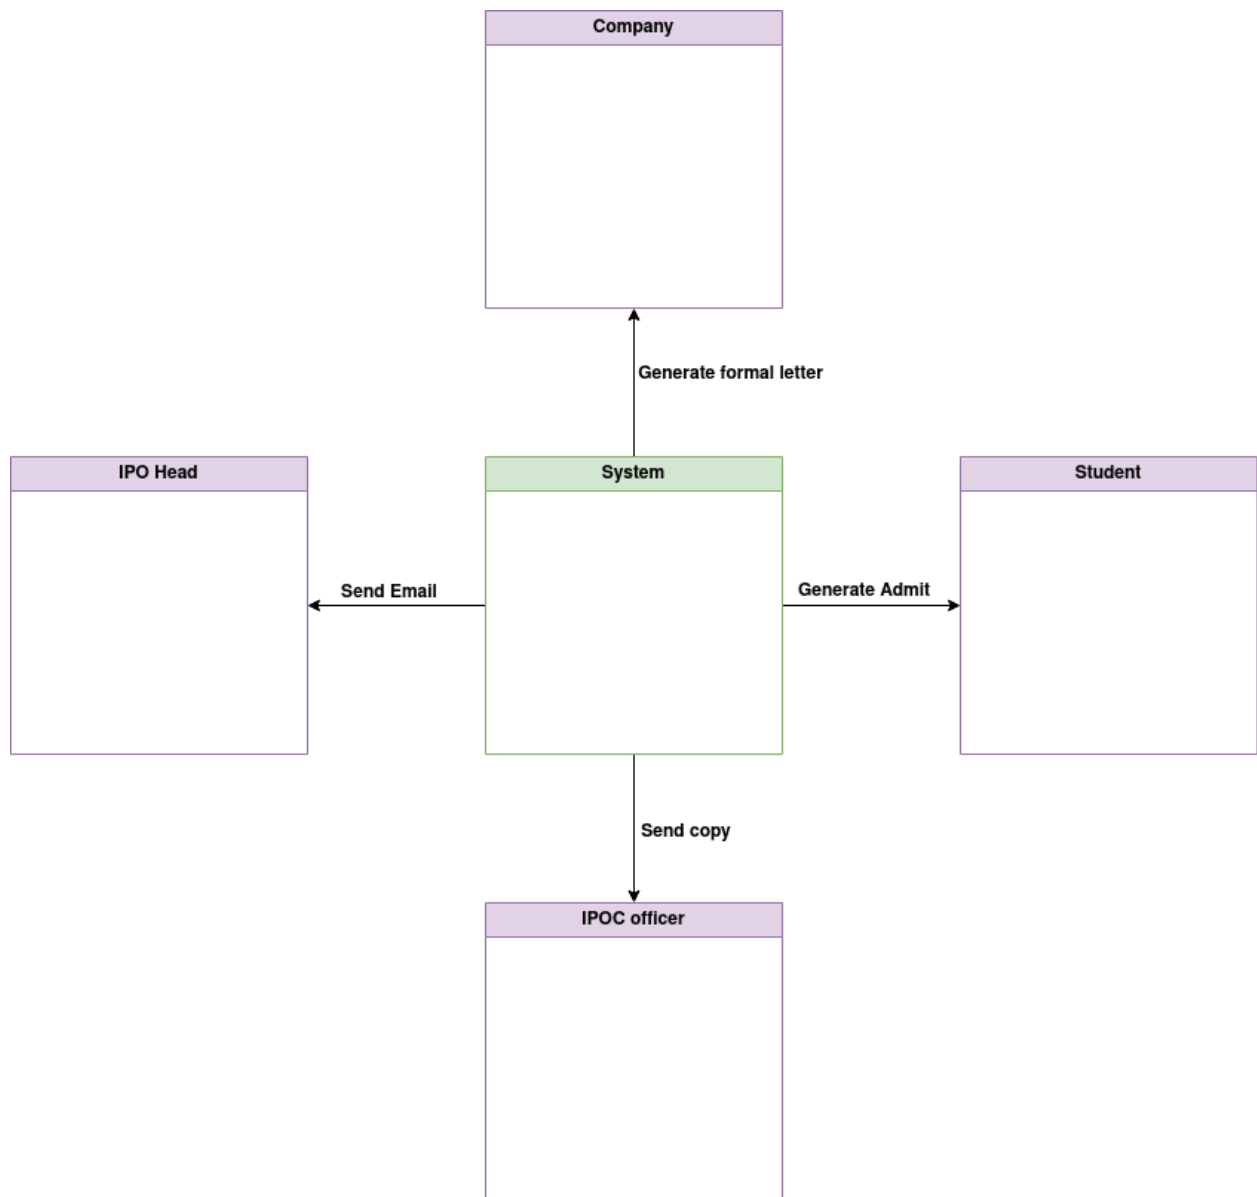 Company
Generate formal letter
IPO Head
System
Student
Send Email
Generate Admit
Send copy
IPOC officer